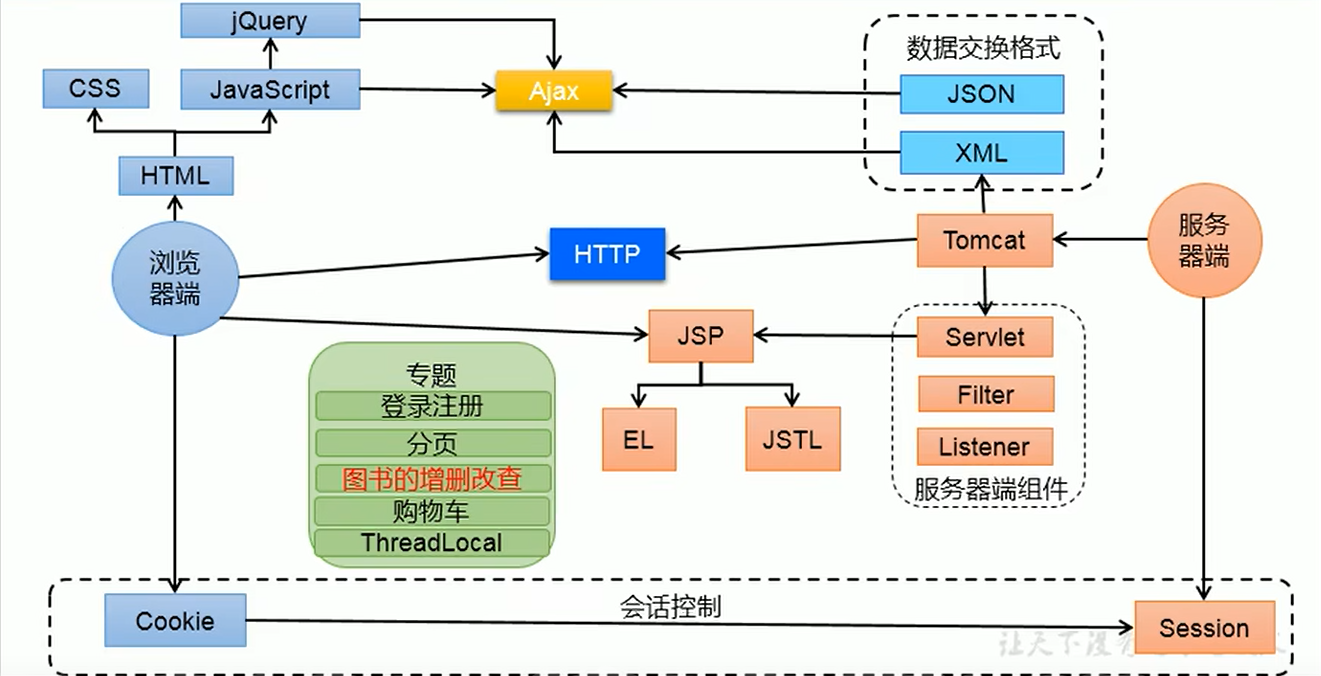 jQuery
CSS
JavaScript
Ajax
数据交换格式
JSON
XML
HTML
浏览
器端
HTTP
Tomcat
服务
器端
JSP
Servlet
EL
JSTL
Filter
Listener
服务器端组件
专题
登录注册
分页
图书的增删改查
购物车
ThreadLocal
会话控制
Cookie
Session
让天下没有